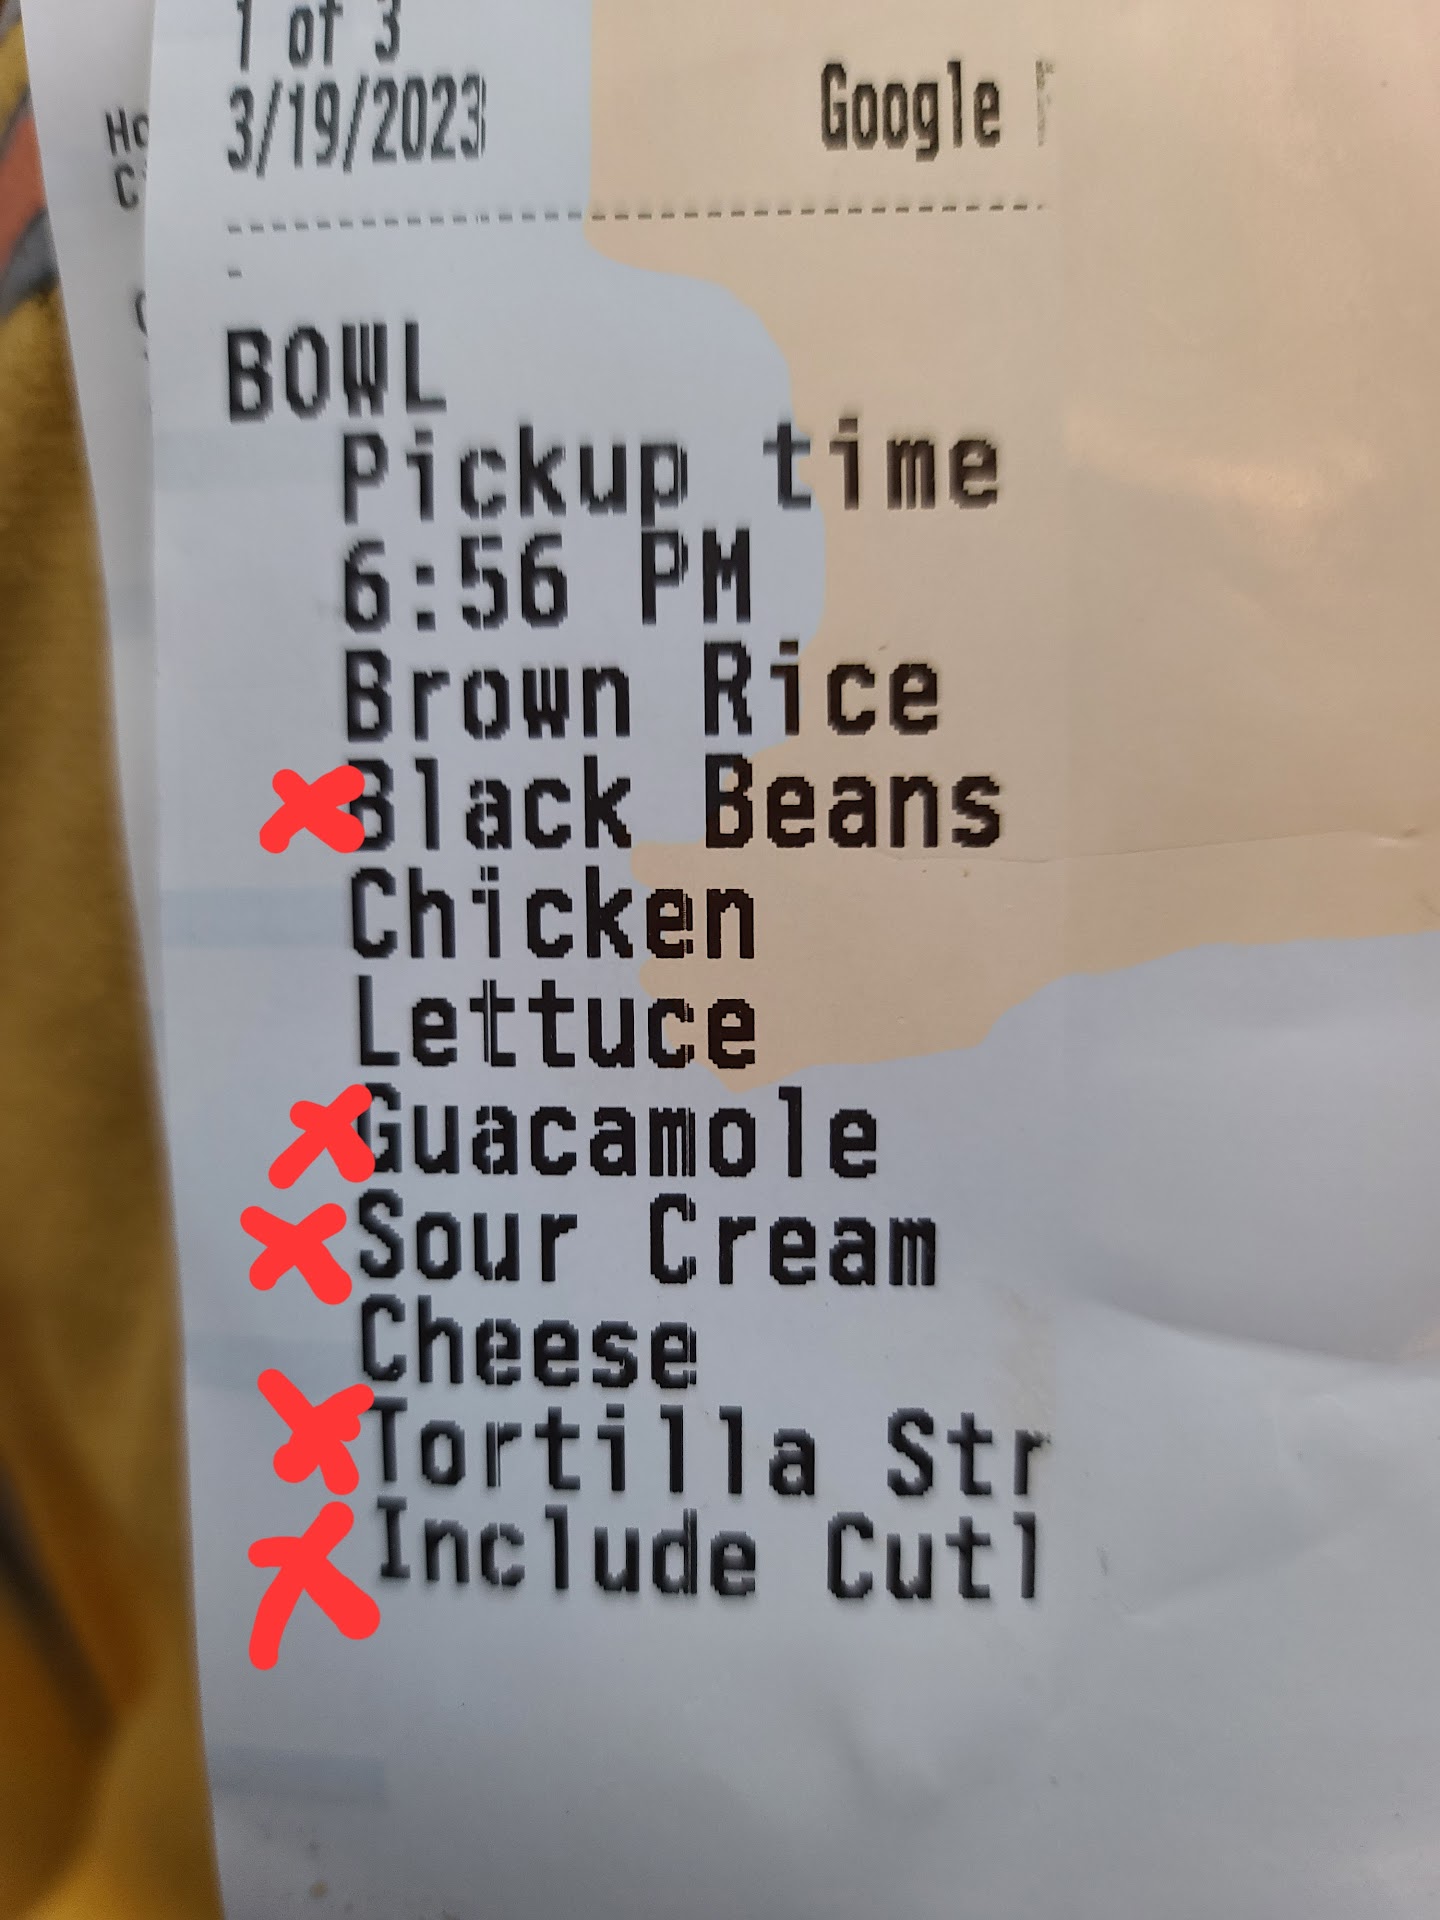 1 of 3
3/19/2023 Google
BOWL
Pickup time
6:56 PM
Brown Rice
Black Beans
Chicken
Lettuce
Guacamole
Sour Cream
Cheese
Tortilla Str
Include Cutl